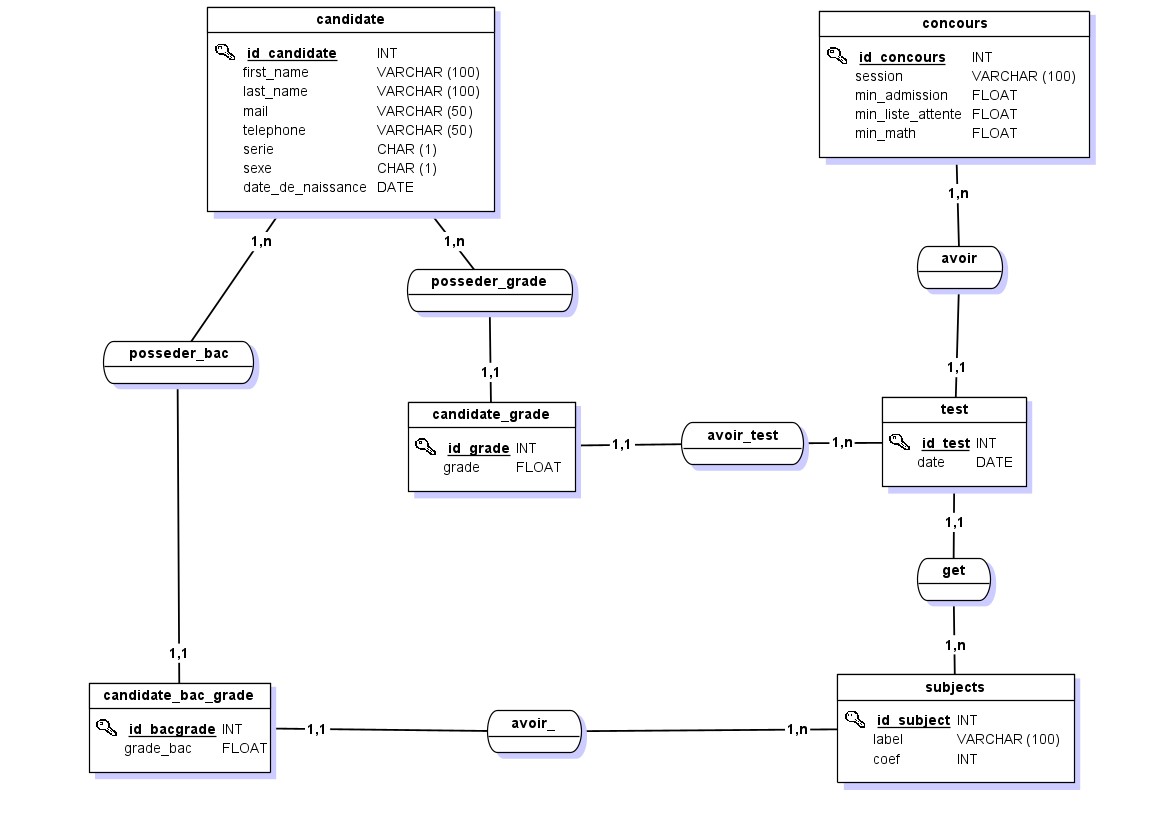 candidate
id_candidate INT
first_name VARCHAR (100)
last_name VARCHAR (100)
mail VARCHAR (50)
telephone VARCHAR (50)
serie CHAR (1)
sexe CHAR (1)
date_de_naissance DATE
concours
id_concours INT
session VARCHAR (100)
min_admission FLOAT
min_liste_attente FLOAT
min_math FLOAT
1,n
1,n
1,n
avoir
posseder_grade
posseder_bac
1,1
1,1
candidate_grade
id_grade INT
grade FLOAT
1,1
avoir_test
1,n
test
id_test INT
date DATE
1,1
get
1,n
1,1
candidate_bac_grade
id_bacgrade INT
grade_bac FLOAT
1,1
avoir_
1,n
subjects
id_subject INT
label VARCHAR (100)
coef INT